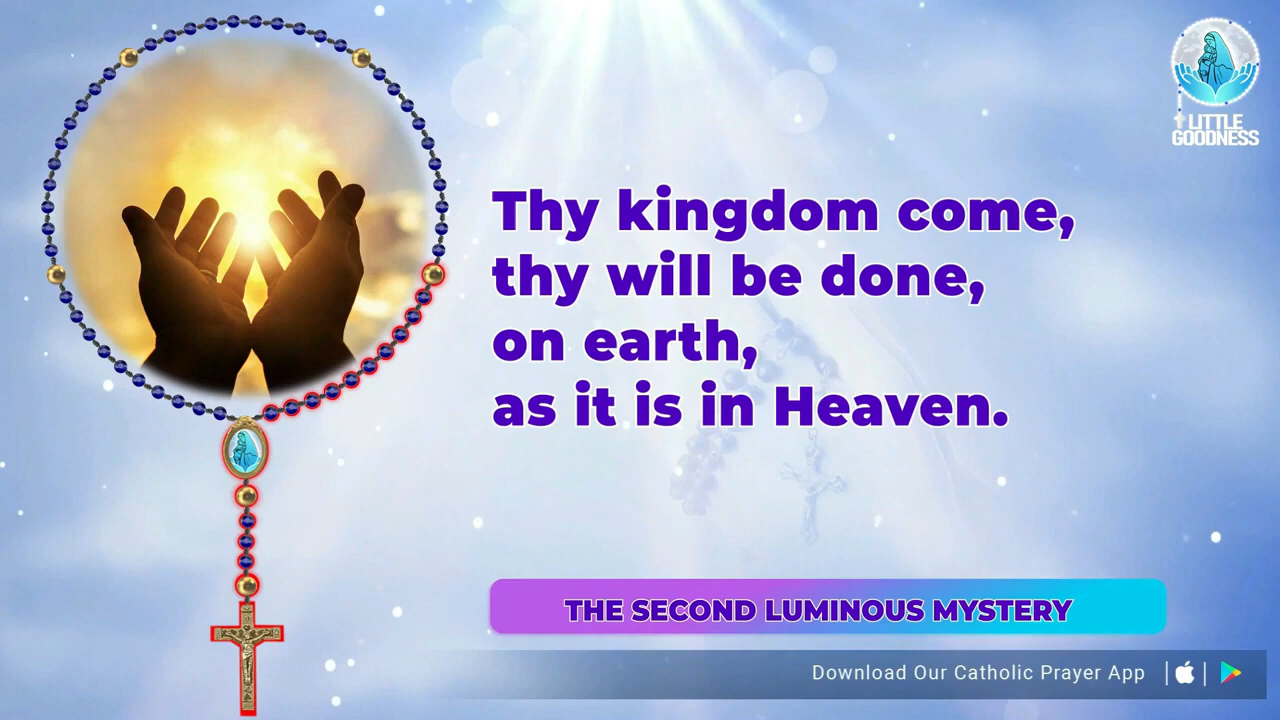 LITTLE
GOODNESS
Thy kingdom come,
thy will be done,
on earth,
as it is in Heaven.
THE SECOND LUMINOUS MYSTERY
Download Our Catholic Prayer App